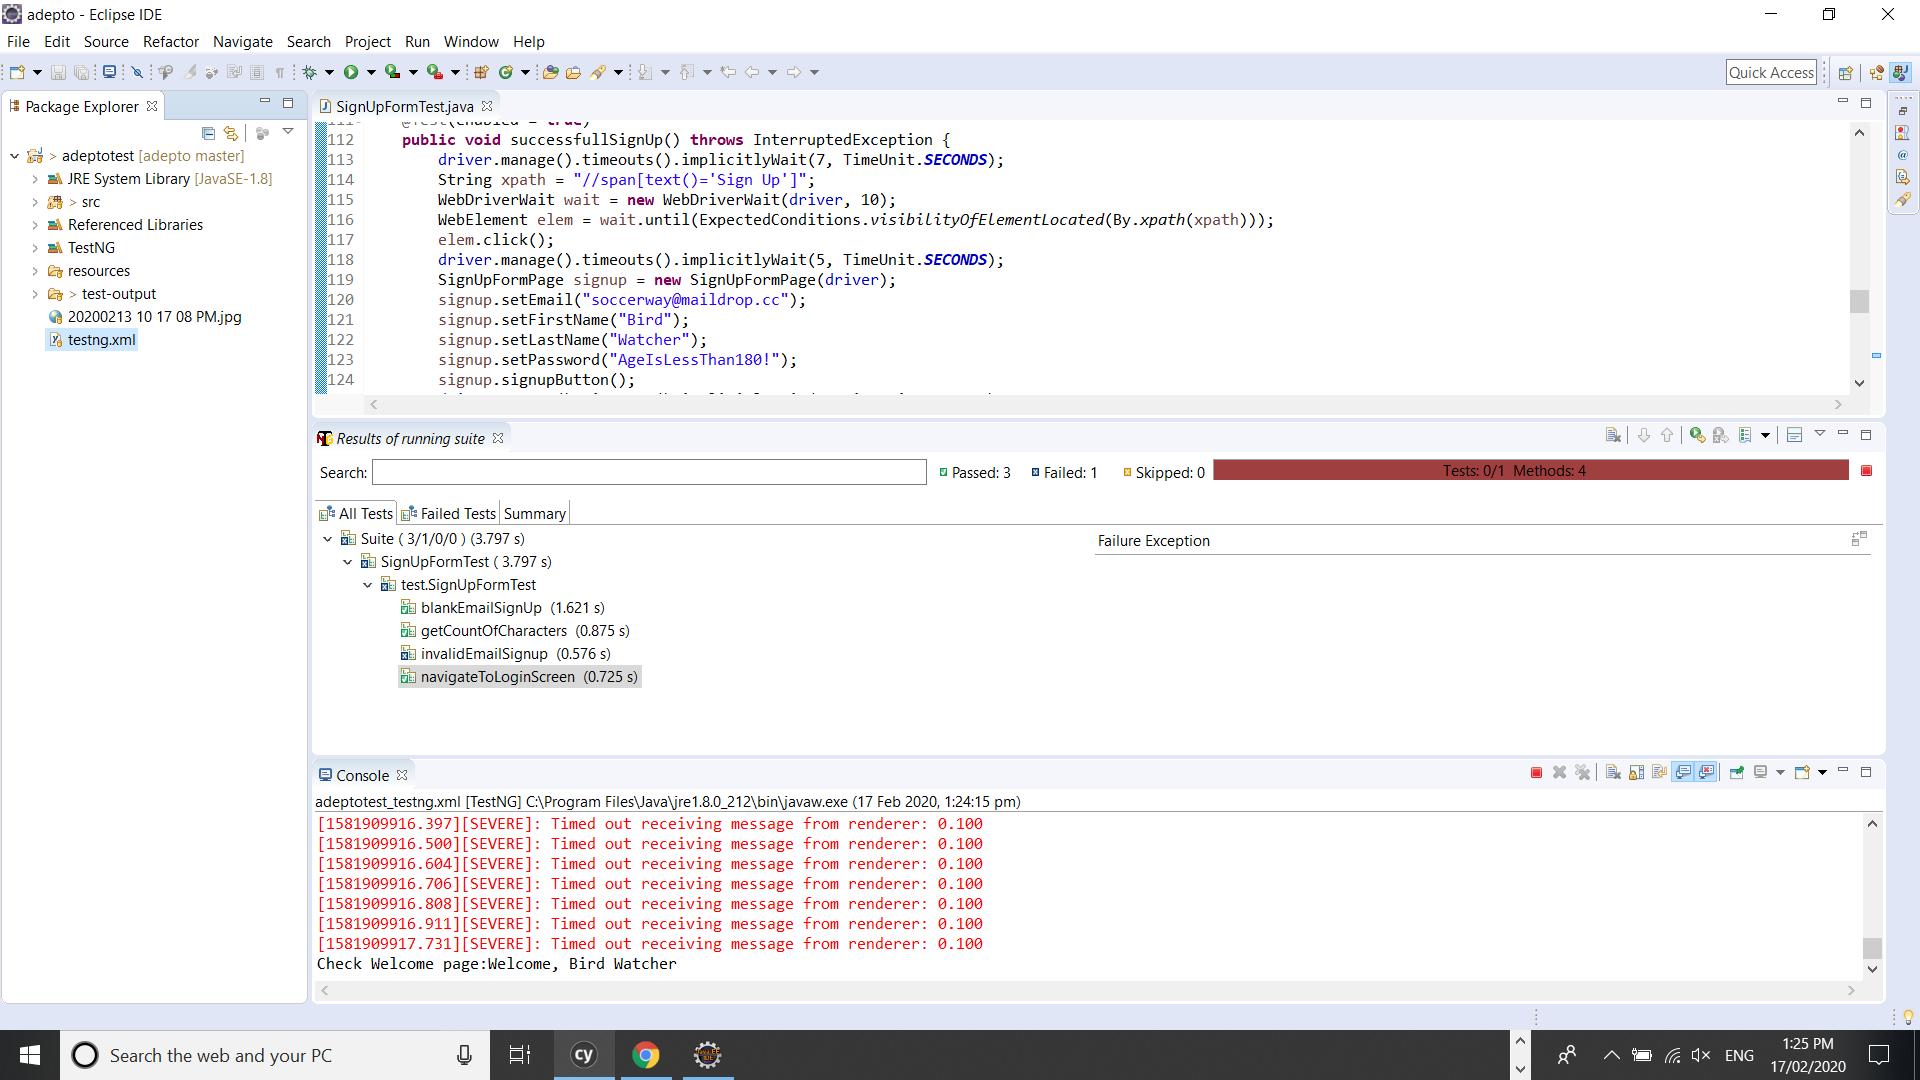 adepto - Eclipse IDE
File Edit Source Refactor Navigate Search Project Run Window Help
Quick Access
Package Explorer
> adeptotest [adepto master]
JRE System Library [JavaSE-1.8]
> src
Referenced Libraries
TestNG
resources
> test-output
20200213 10 17 08 PM.jpg
testng.xml
SignUpFormTest.java
112 public void successfullSignUp() throws InterruptedException {
113 driver.manage().timeouts().implicitlyWait(7, TimeUnit.SECONDS);
114 String xpath = "//span[text()='Sign Up']";
115 WebDriverWait wait = new WebDriverWait(driver, 10);
116 WebElement elem = wait.until(ExpectedConditions.visibilityOfElementLocated(By.xpath(xpath)));
117 elem.click();
118 driver.manage().timeouts().implicitlyWait(5, TimeUnit.SECONDS);
119 SignUpFormPage signup = new SignUpFormPage(driver);
120 signup.setEmail("soccerway@maildrop.cc");
121 signup.setFirstName("Bird");
122 signup.setLastName("Watcher");
123 signup.setPassword("AgeIsLessThan180!");
124 signup.signupButton();
Results of running suite
Search: Passed: 3 Failed: 1 Skipped: 0 Tests: 0/1 Methods: 4
All Tests Failed Tests Summary
Suite ( 3/1/0/0 ) (3.797 s)
SignUpFormTest ( 3.797 s)
test.SignUpFormTest
blankEmailSignUp (1.621 s)
getCountOfCharacters (0.875 s)
invalidEmailSignup (0.576 s)
navigateToLoginScreen (0.725 s)
Failure Exception
Console
adeptotest_testng.xml [TestNG] C:\Program Files\Java\jre1.8.0_212\bin\javaw.exe (17 Feb 2020, 1:24:15 pm)
[1581909916.397][SEVERE]: Timed out receiving message from renderer: 0.100
[1581909916.500][SEVERE]: Timed out receiving message from renderer: 0.100
[1581909916.604][SEVERE]: Timed out receiving message from renderer: 0.100
[1581909916.706][SEVERE]: Timed out receiving message from renderer: 0.100
[1581909916.808][SEVERE]: Timed out receiving message from renderer: 0.100
[1581909916.911][SEVERE]: Timed out receiving message from renderer: 0.100
[1581909917.731][SEVERE]: Timed out receiving message from renderer: 0.100
Check Welcome page:Welcome, Bird Watcher
Search the web and your PC
cy
ENG
1:25 PM
17/02/2020